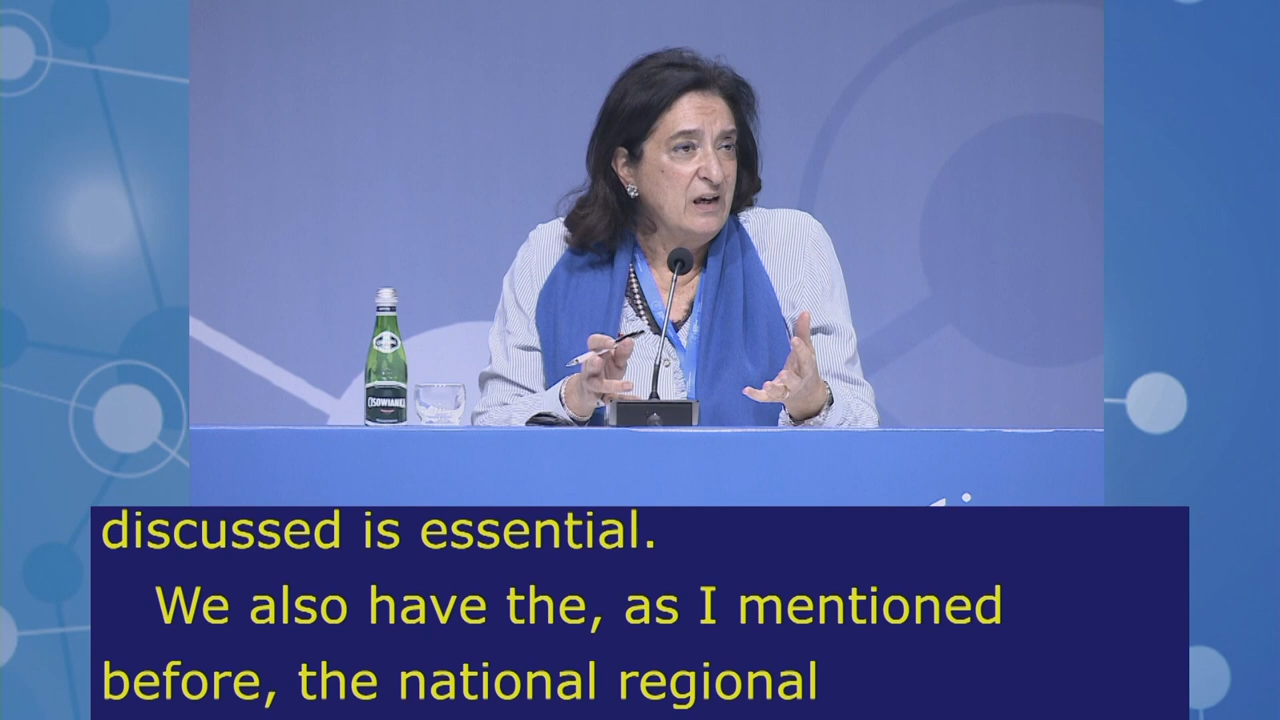 CISOWIANKA
discussed is essential.
We also have the, as I mentioned
before, the national regional